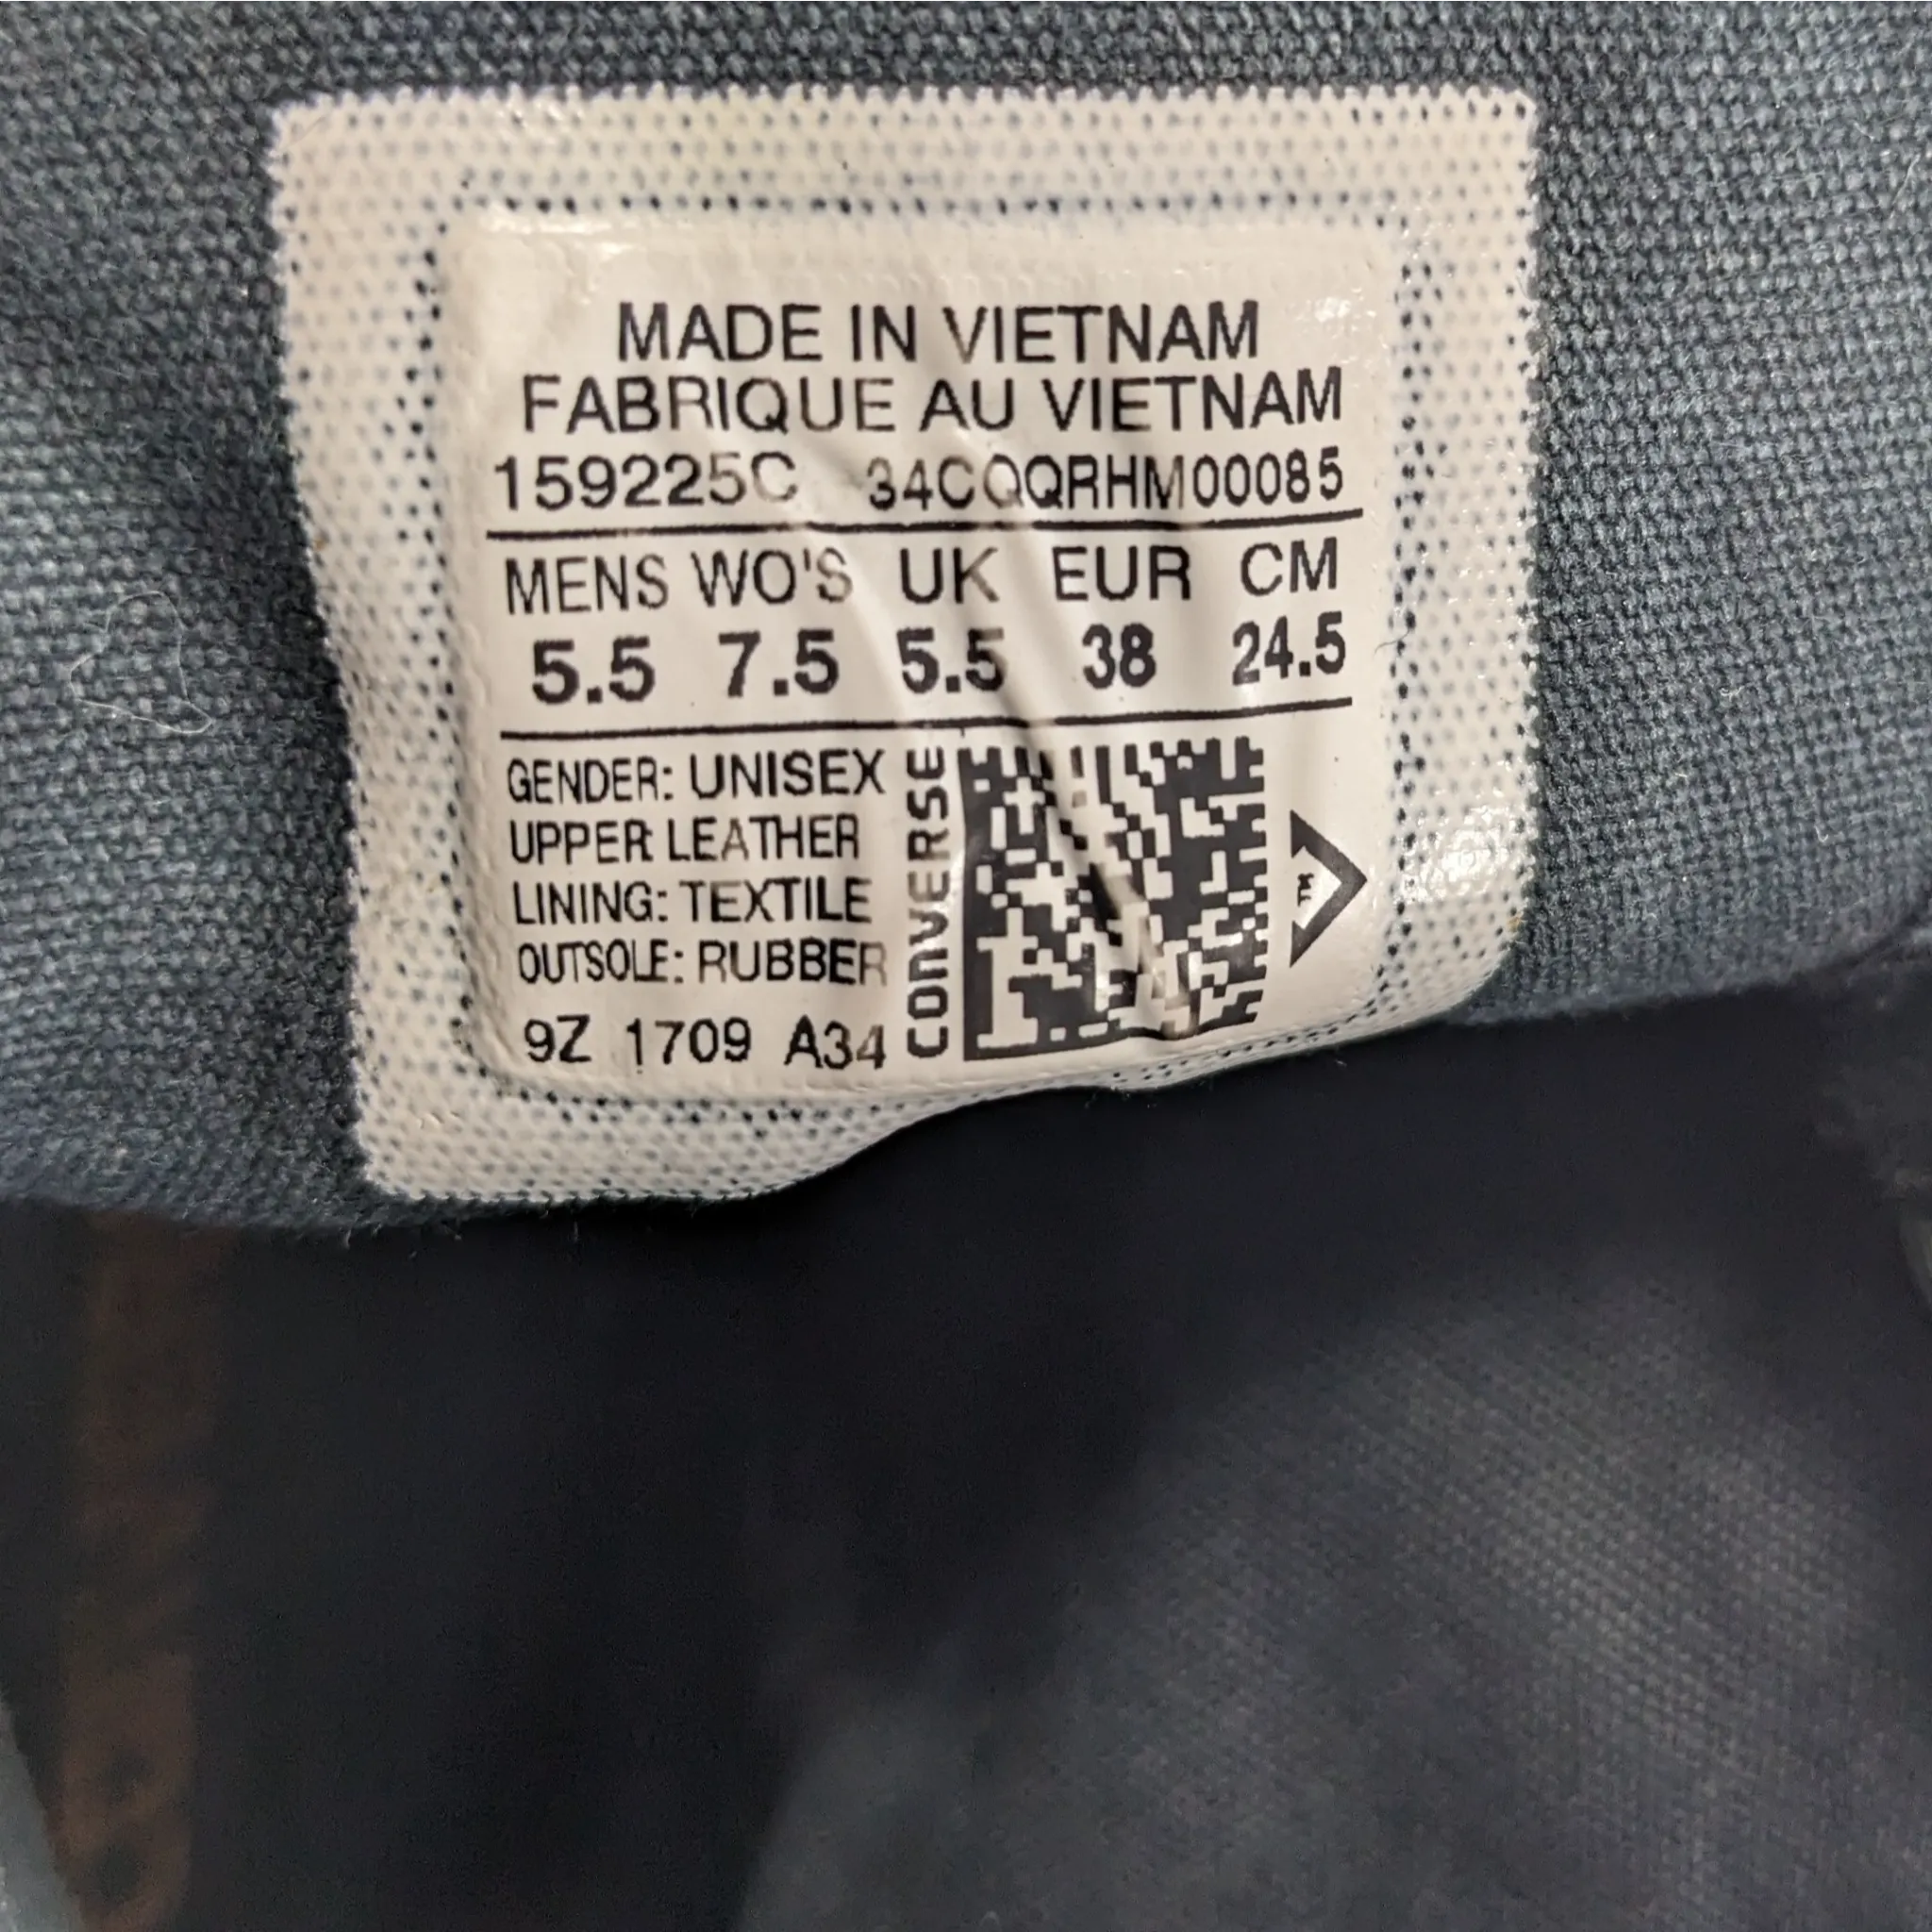 MADE IN VIETNAM
FABRIQUE AU VIETNAM
159225C 34CQQRHM00085
MENS WO'S UK EUR CM
5.5 7.5 5.5 38 24.5
GENDER: UNISEX
UPPER: LEATHER
LINING: TEXTILE
OUTSOLE: RUBBER
9Z 1709 A34
CONVERSE